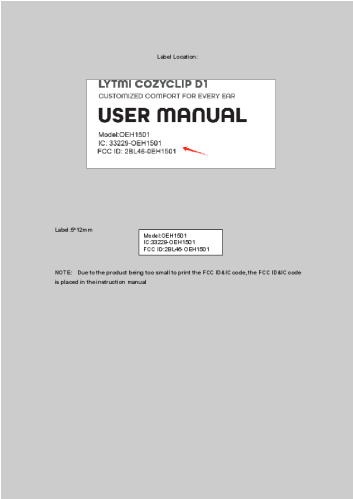 Label Location:
LYTMI COZYCLIP D1
CUSTOMIZED COMFORT FOR EVERY EAR
USER MANUAL
Model:OEH1501
IC: 33229-OEH1501
FCC ID: 2BL46-0EH1501
Label:5*12mm
Model:OEH1501
IC:33229-OEH1501
FCC ID:2BL46-OEH1501
NOTE: Due to the product being too small to print the FCC ID&IC code,the FCC ID&IC code
is placed in the instruction manual